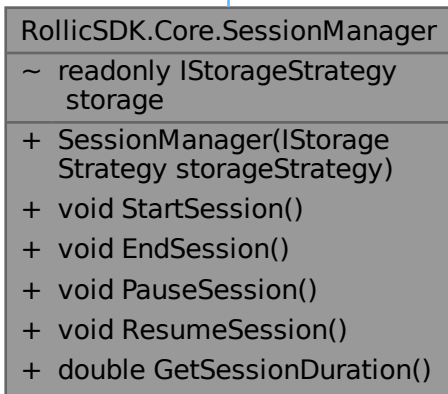 RollicSDK.Core.SessionManager
~ readonly IStorageStrategy
storage
+ SessionManager(IStorage
Strategy storageStrategy)
+ void StartSession()
+ void EndSession()
+ void PauseSession()
+ void ResumeSession()
+ double GetSessionDuration()